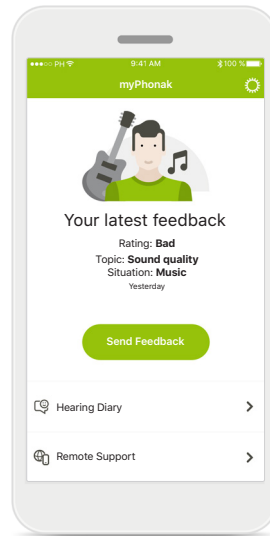 PH 9:41 AM 100 %
myPhonak
Your latest feedback
Rating: Bad
Topic: Sound quality
Situation: Music
Yesterday
Send Feedback
Hearing Diary
Remote Support